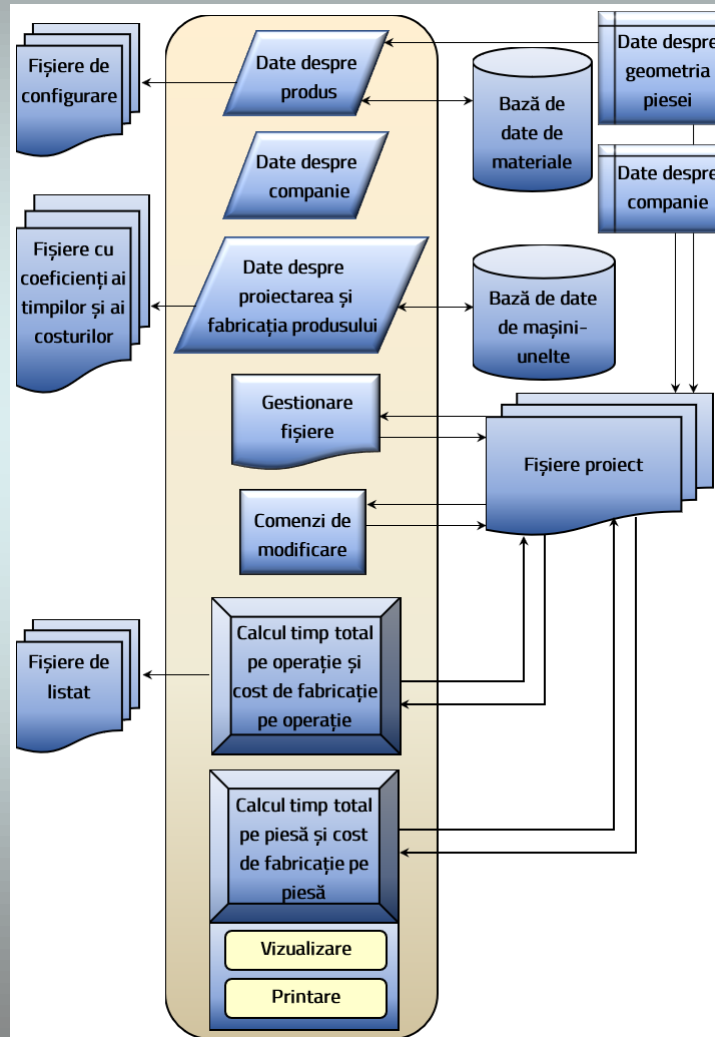 Fișiere de
configurare
Date despre
produs
Bază de
date de
materiale
Date despre
geometria
piesei
Date despre
companie
Date despre
companie
Fișiere cu
coeficienți ai
timpilor și ai
costurilor
Date despre
proiectarea și
fabricația produsului
Bază de date
de mașini-
unelte
Gestionare
fișiere
Fișiere proiect
Comenzi de
modificare
Fișiere de
listat
Calcul timp total
pe operație și
cost de fabricație
pe operație
Calcul timp total
pe piesă și cost
de fabricație pe
piesă
Vizualizare
Printare